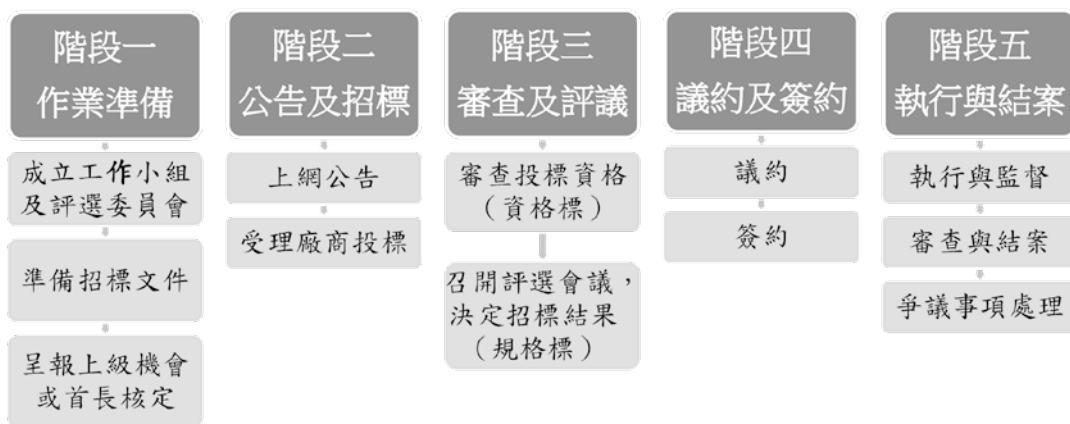 階段一
作業準備
成立工作小組
及評選委員會
準備招標文件
呈報上級機會
或首長核定
階段二
公告及招標
上網公告
受理廠商投標
階段三
審查及評議
審查投標資格
（資格標）
召開評選會議，
決定招標結果
（規格標）
階段四
議約及簽約
議約
簽約
階段五
執行與結案
執行與監督
審查與結案
爭議事項處理